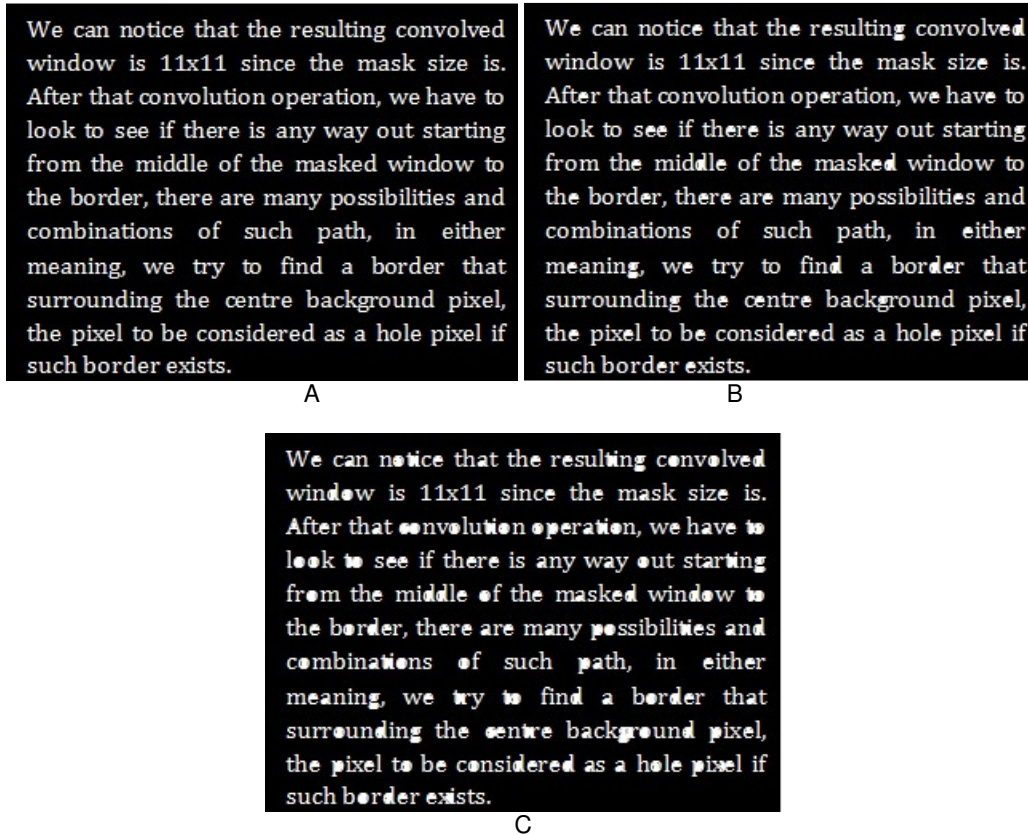 We can notice that the resulting convolved
window is 11x11 since the mask size is.
After that convolution operation, we have to
look to see if there is any way out starting
from the middle of the masked window to
the border, there are many possibilities and
combinations of such path, in either
meaning, we try to find a border that
surrounding the centre background pixel,
the pixel to be considered as a hole pixel if
such border exists.
A
We can notice that the resulting convolved
window is 11x11 since the mask size is.
After that convolution operation, we have to
look to see if there is any way out starting
from the middle of the masked window to
the border, there are many possibilities and
combinations of such path, in either
meaning, we try to find a border that
surrounding the centre background pixel,
the pixel to be considered as a hole pixel if
such border exists.
B
We can notice that the resulting convolved
window is 11x11 since the mask size is.
After that convolution operation, we have to
look to see if there is any way out starting
from the middle of the masked window to
the border, there are many possibilities and
combinations of such path, in either
meaning, we try to find a border that
surrounding the centre background pixel,
the pixel to be considered as a hole pixel if
such border exists.
C